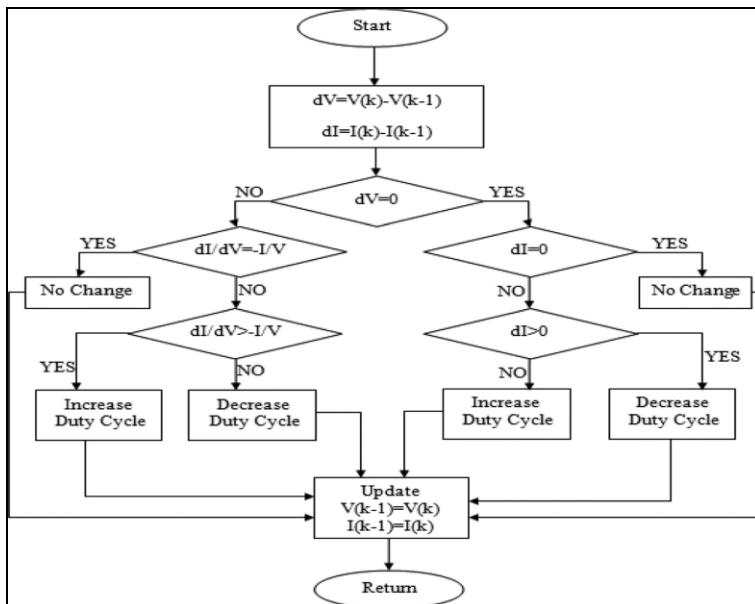 Start
dV=V(k)-V(k-1)
dI=I(k)-I(k-1)
NO
YES
dV=0
YES
dI/dV=-I/V
dI=0
YES
No Change
NO
NO
No Change
dI/dV>-I/V
dI>0
YES
NO
NO
YES
Increase
Duty Cycle
Decrease
Duty Cycle
Increase
Duty Cycle
Decrease
Duty Cycle
Update
V(k-1)=V(k)
I(k-1)=I(k)
Return